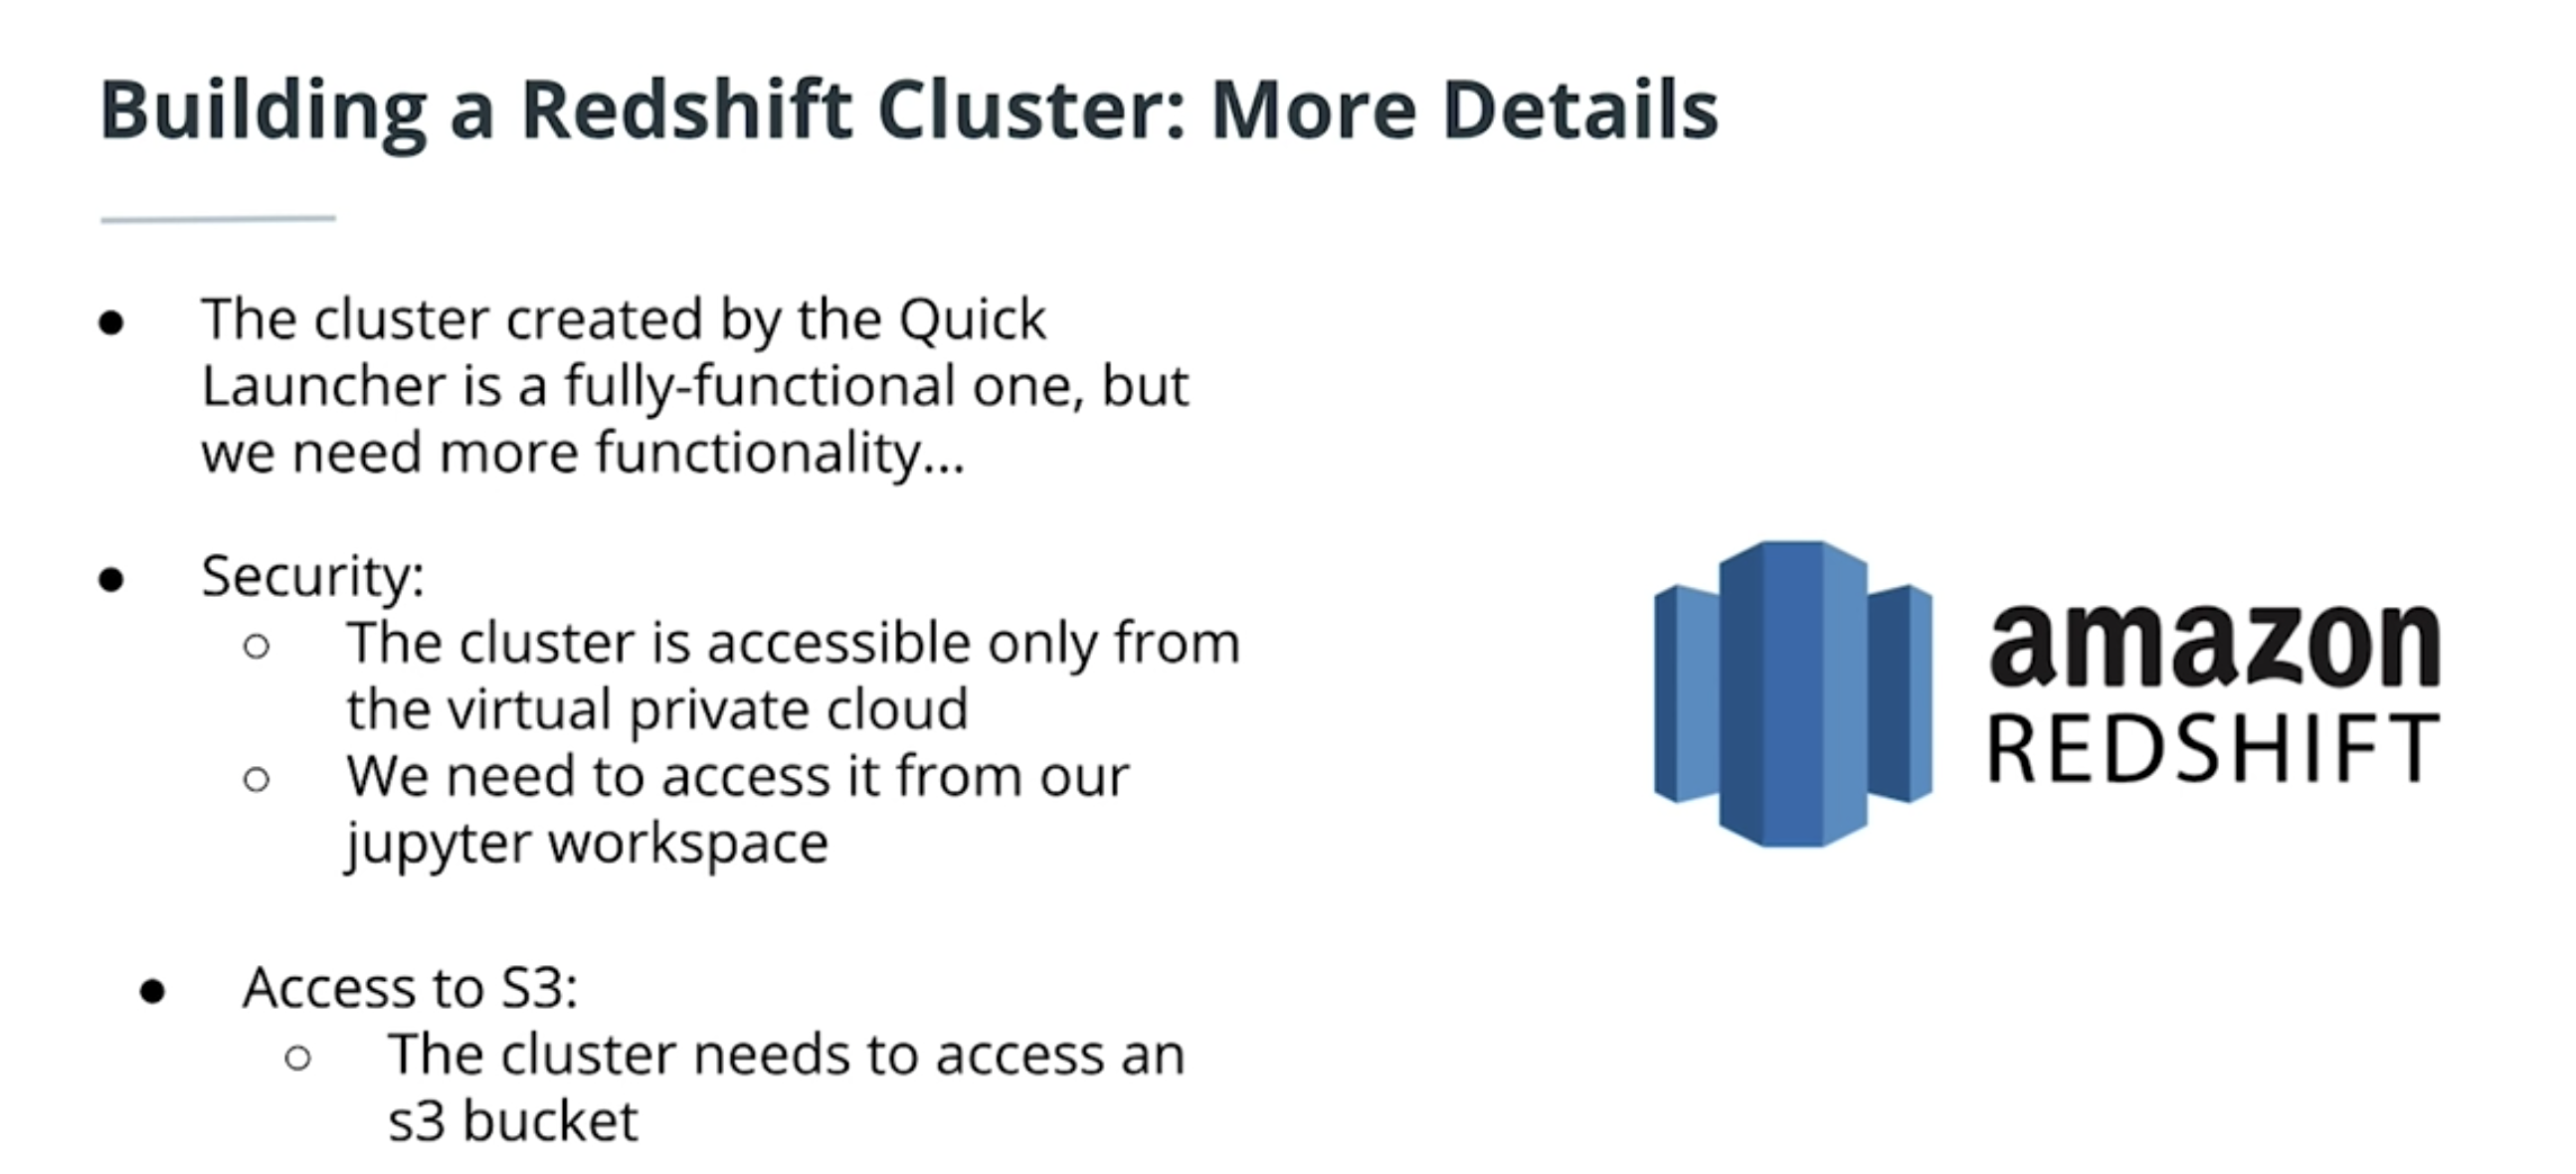 Building a Redshift Cluster: More Details
● The cluster created by the Quick
Launcher is a fully-functional one, but
we need more functionality...
● Security:
○ The cluster is accessible only from
the virtual private cloud
○ We need to access it from our
jupyter workspace
● Access to S3:
○ The cluster needs to access an
s3 bucket
amazon
REDSHIFT